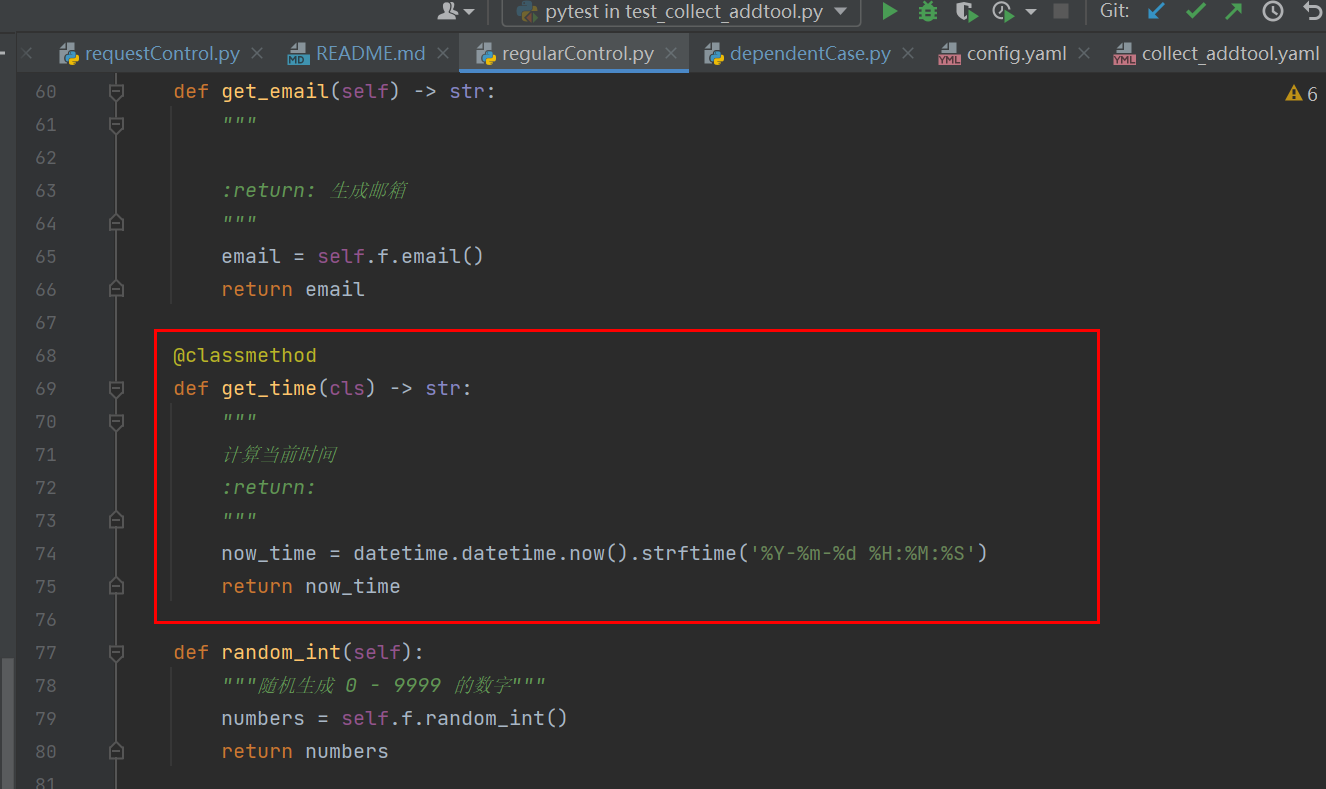 pytest in test_collect_addtool.py Git:
requestControl.py README.md regularControl.py dependentCase.py config.yaml collect_addtool.yaml
60 def get_email(self) -> str: 6
61 """
62
63 :return: 生成邮箱
64 """
65 email = self.f.email()
66 return email
67
68 @classmethod
69 def get_time(cls) -> str:
70 """
71 计算当前时间
72 :return:
73 """
74 now_time = datetime.datetime.now().strftime('%Y-%m-%d %H:%M:%S')
75 return now_time
76
77 def random_int(self):
78 """随机生成 0 - 9999 的数字"""
79 numbers = self.f.random_int()
80 return numbers
81